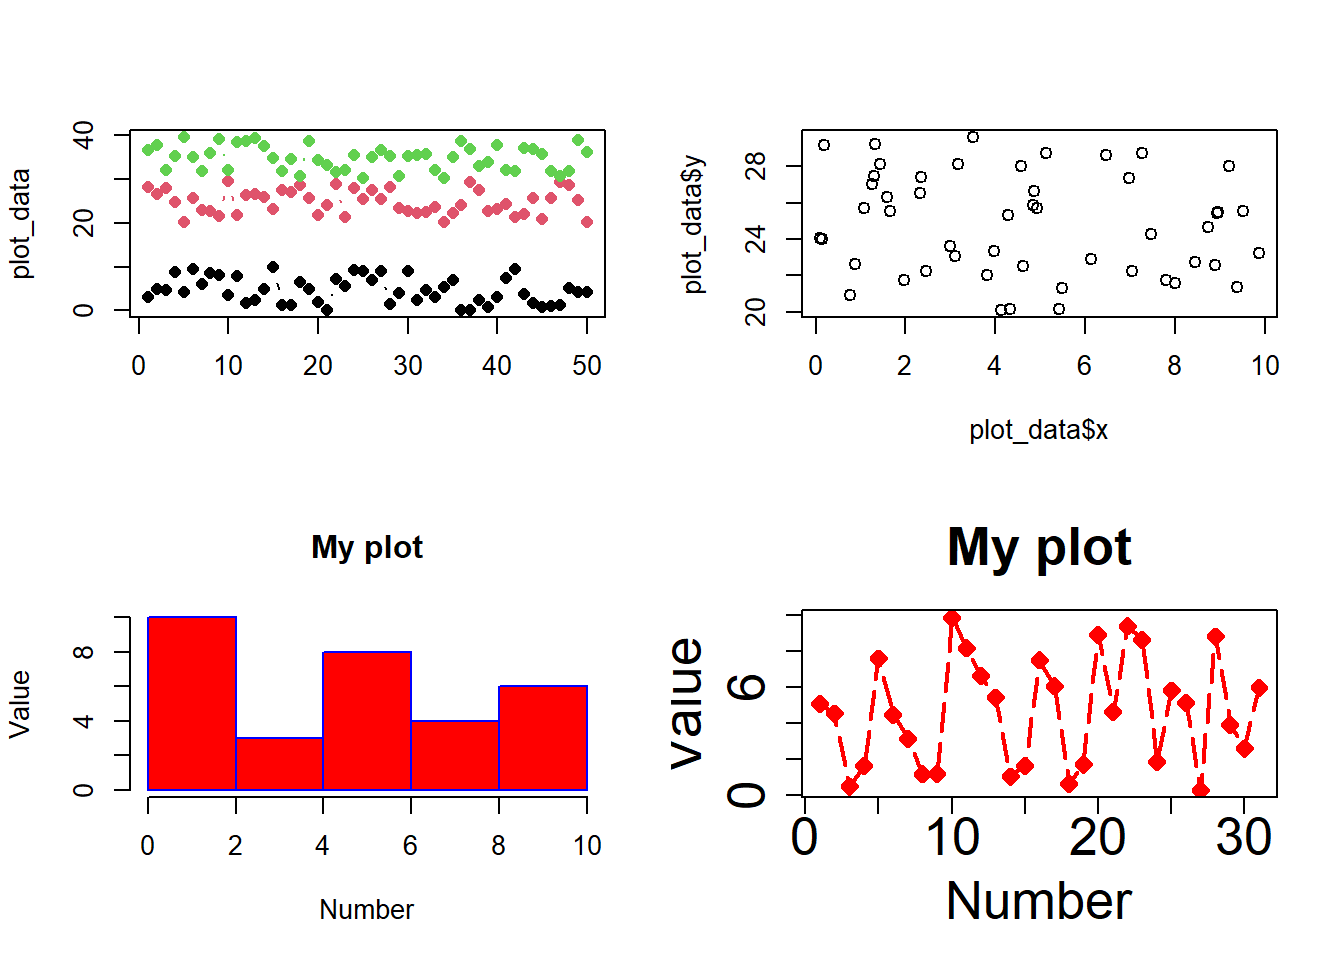 plot_data
40
20
0
0 10 20 30 40 50
plot_data$y
28
24
20
0 2 4 6 8 10
plot_data$x
My plot
Value
8
4
0
0 2 4 6 8 10
Number
My plot
value
6
0
0 10 20 30
Number